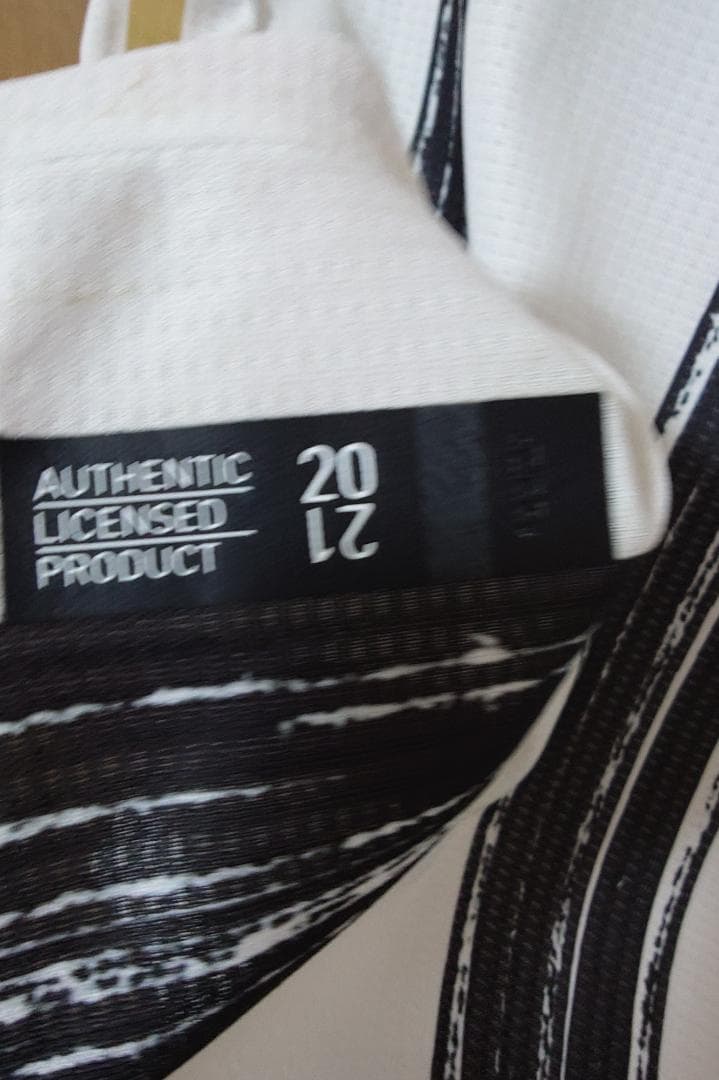 AUTHENTIC
LICENSED
PRODUCT
20
21